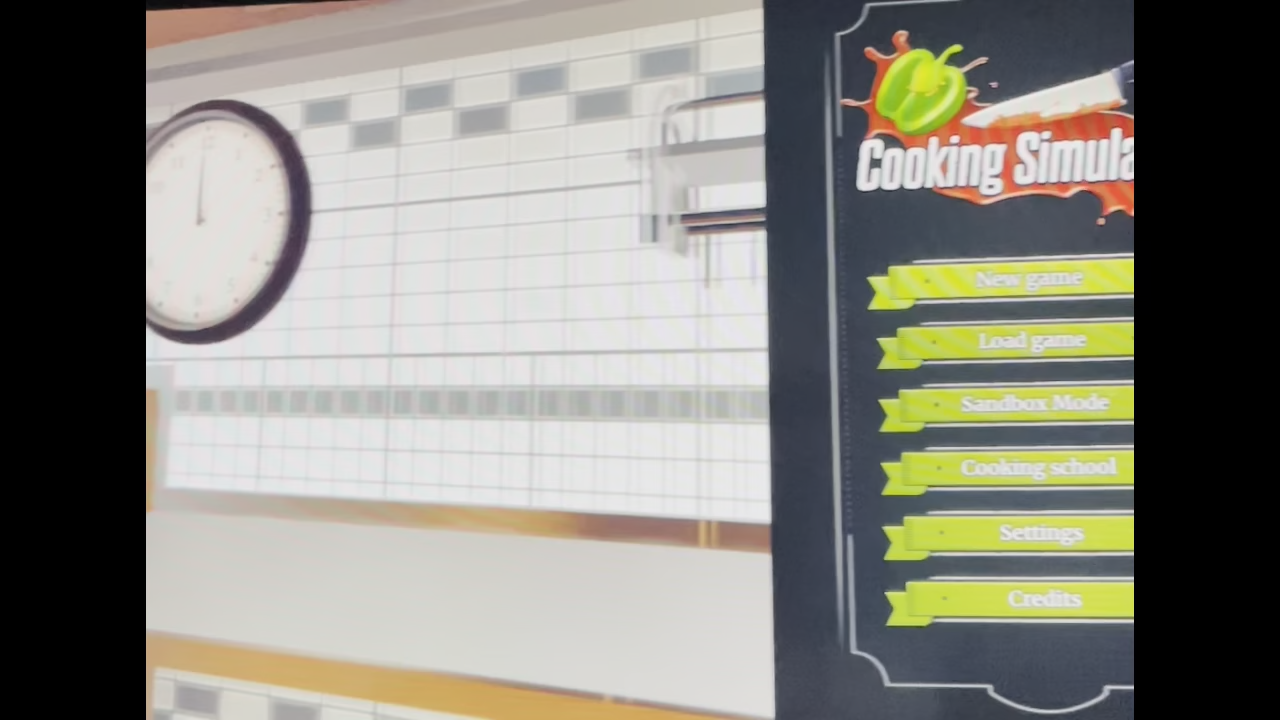 Cooking Simula
New game
Load game
Sandbox Mode
Cooking school
Settings
Credits